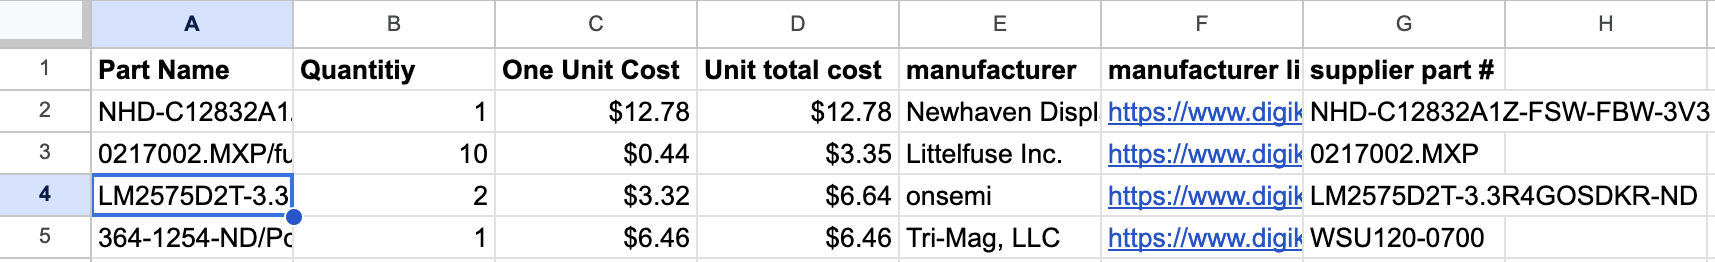 A B C D E F G H
1 Part Name Quantitiy One Unit Cost Unit total cost manufacturer manufacturer li supplier part #
2 NHD-C12832A1 1 $12.78 $12.78 Newhaven Displ https://www.digik NHD-C12832A1Z-FSW-FBW-3V3
3 0217002.MXP/fu 10 $0.44 $3.35 Littelfuse Inc. https://www.digik 0217002.MXP
4 LM2575D2T-3.3 2 $3.32 $6.64 onsemi https://www.digik LM2575D2T-3.3R4GOSDKR-ND
5 364-1254-ND/Po 1 $6.46 $6.46 Tri-Mag, LLC https://www.digik WSU120-0700